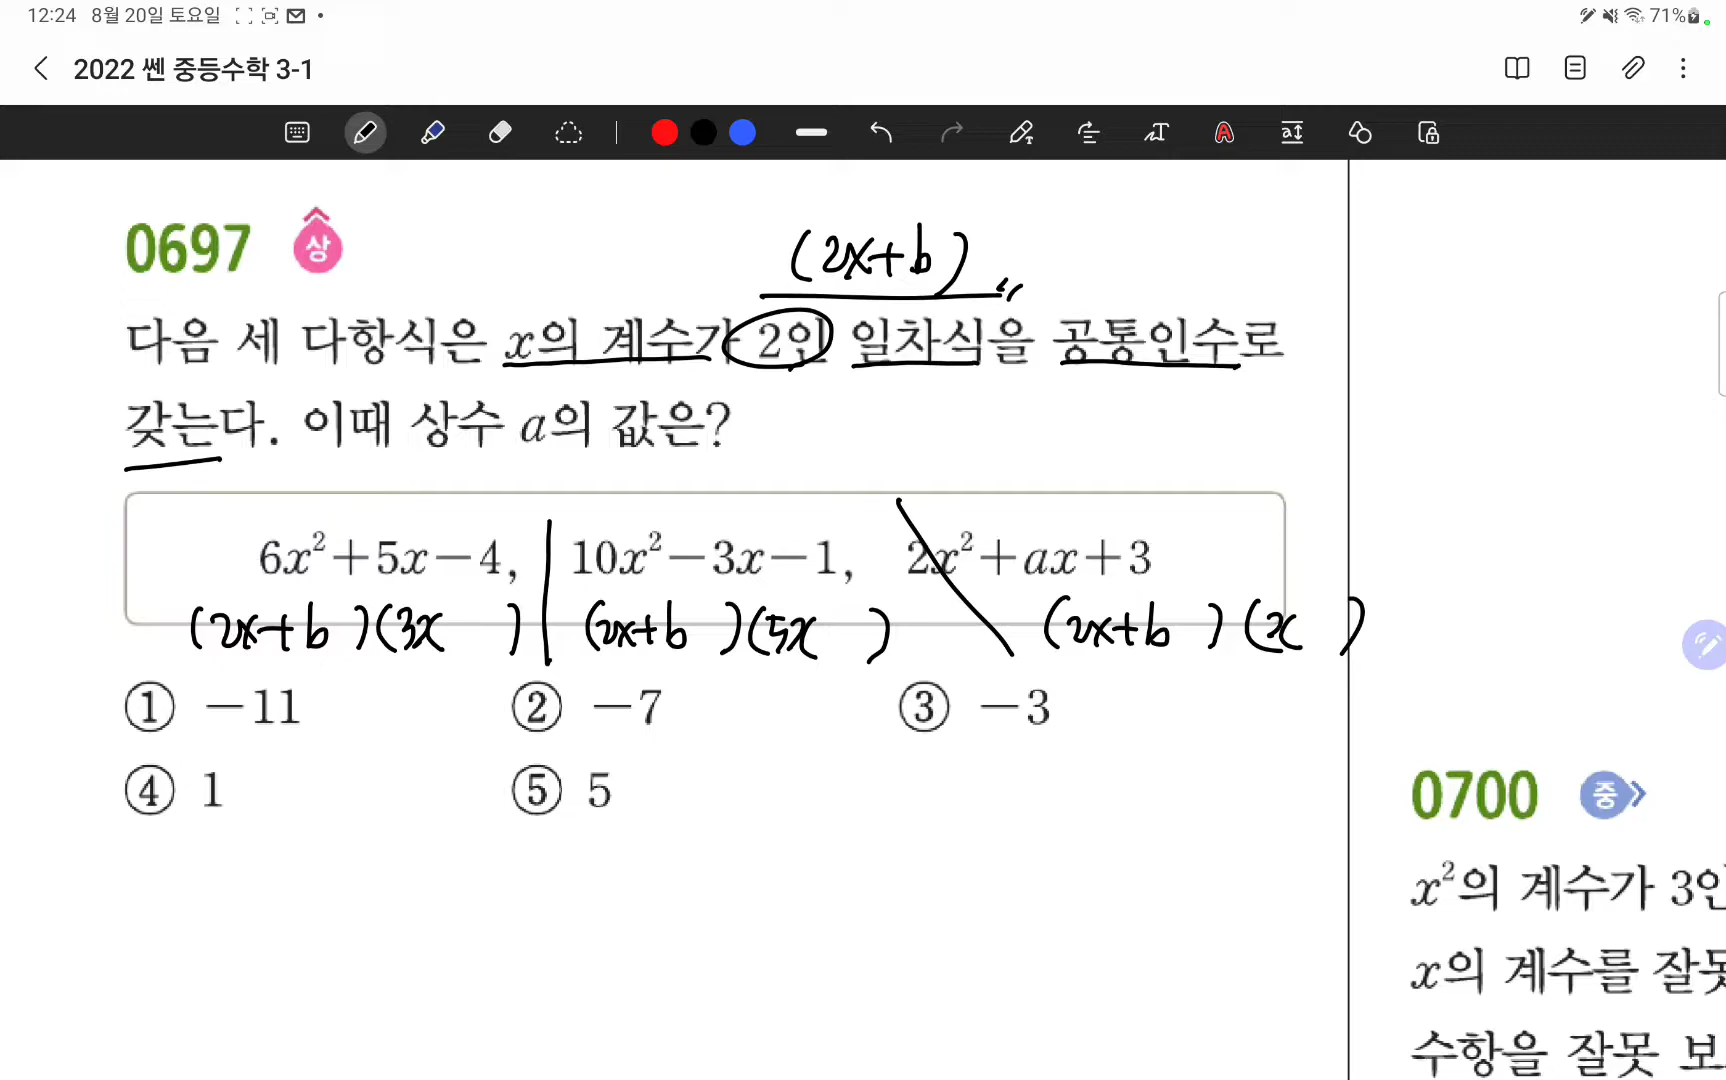 12:24 8월 20일 토요일
71%
2022 쎈 중등수학 3-1
0697 상
(2x+b)
다음 세 다항식은 x의 계수가 2인 일차식을 공통인수로
갖는다. 이때 상수 a의 값은?
6x²+5x−4, 10x²−3x−1, 2x²+ax+3
(2x+b)(3x ) (2x+b)(5x ) (2x+b)(x )
① −11 ② −7 ③ −3
④ 1 ⑤ 5
0700 중
x²의 계수가 3인
x의 계수를 잘못
수항을 잘못 보